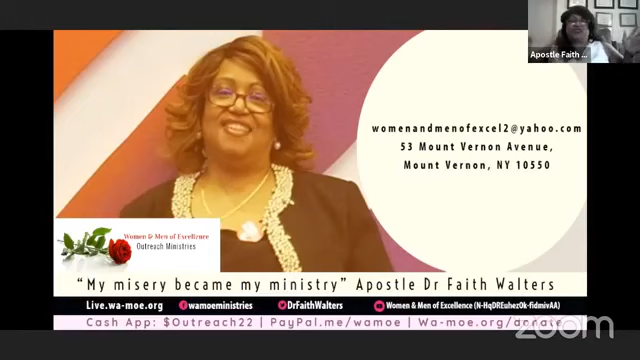 Apostle Faith ...
womenandmenofexcel2@yahoo.com
53 Mount Vernon Avenue,
Mount Vernon, NY 10550
Women & Men of Excellence
Outreach Ministries
“My misery became my ministry” Apostle Dr Faith Walters
Live.wa-moe.org wamoeministries DrFaithWalters Women & Men of Excellence (N-HqDREuhezOk-fidmivAA)
Cash App: $Outreach22 | PayPal.me/wamoe | Wa-moe.org/donate
zoom